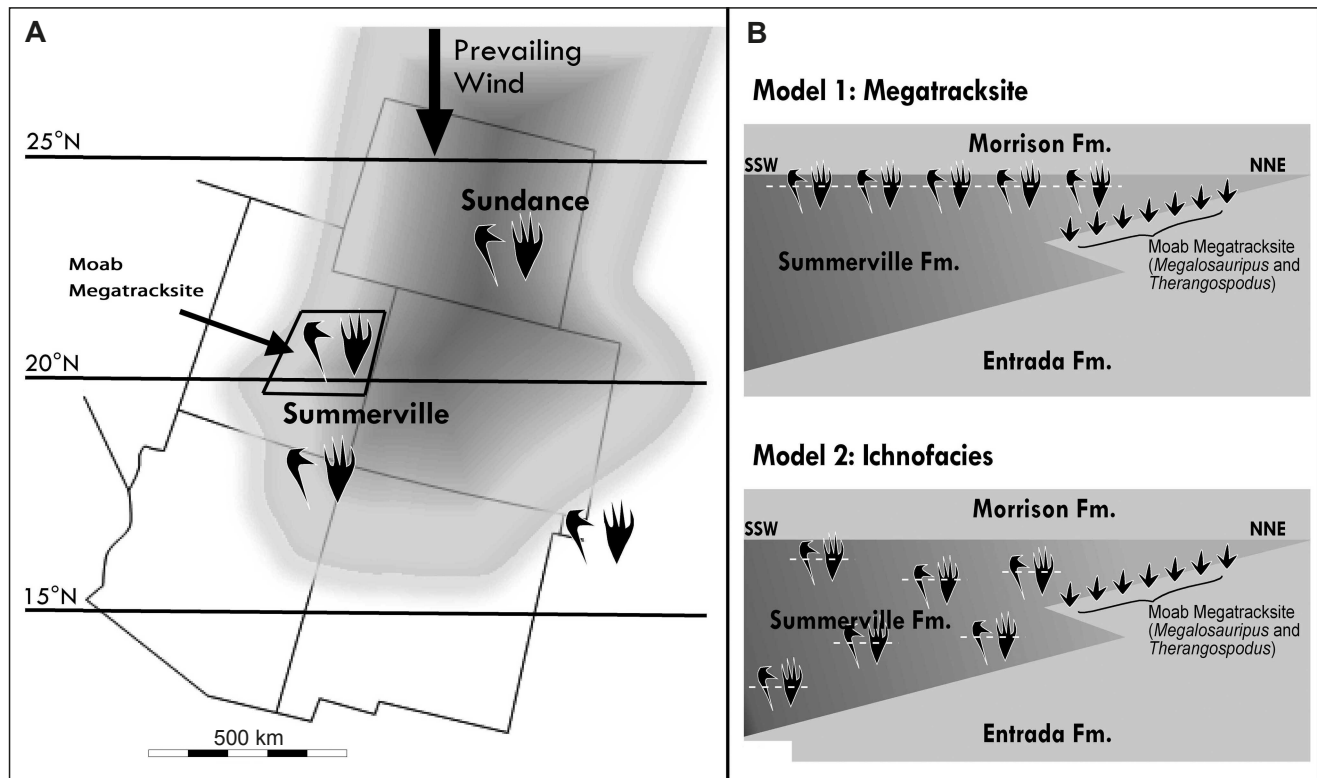 A
Prevailing
Wind
25°N
Sundance
Moab
Megatracksite
20°N
Summerville
15°N
500 km
B
Model 1: Megatracksite
Morrison Fm.
SSW
NNE
Summerville Fm.
Moab Megatracksite
(Megalosauripus and
Therangospodus)
Entrada Fm.
Model 2: Ichnofacies
Morrison Fm.
SSW
NNE
Summerville Fm.
Moab Megatracksite
(Megalosauripus and
Therangospodus)
Entrada Fm.